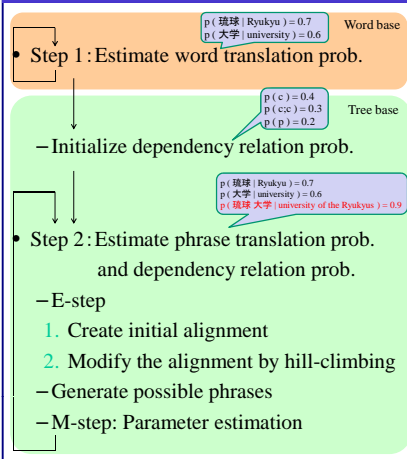 Word base
p ( 琉球 | Ryukyu ) = 0.7
p ( 大学 | university ) = 0.6
• Step 1: Estimate word translation prob.
p ( c ) = 0.4
p ( c;c ) = 0.3
p ( p ) = 0.2
Tree base
–Initialize dependency relation prob.
p ( 琉球 | Ryukyu ) = 0.7
p ( 大学 | university ) = 0.6
p ( 琉球 大学 | university of the Ryukyus ) = 0.9
• Step 2: Estimate phrase translation prob.
and dependency relation prob.
–E-step
1. Create initial alignment
2. Modify the alignment by hill-climbing
–Generate possible phrases
–M-step: Parameter estimation